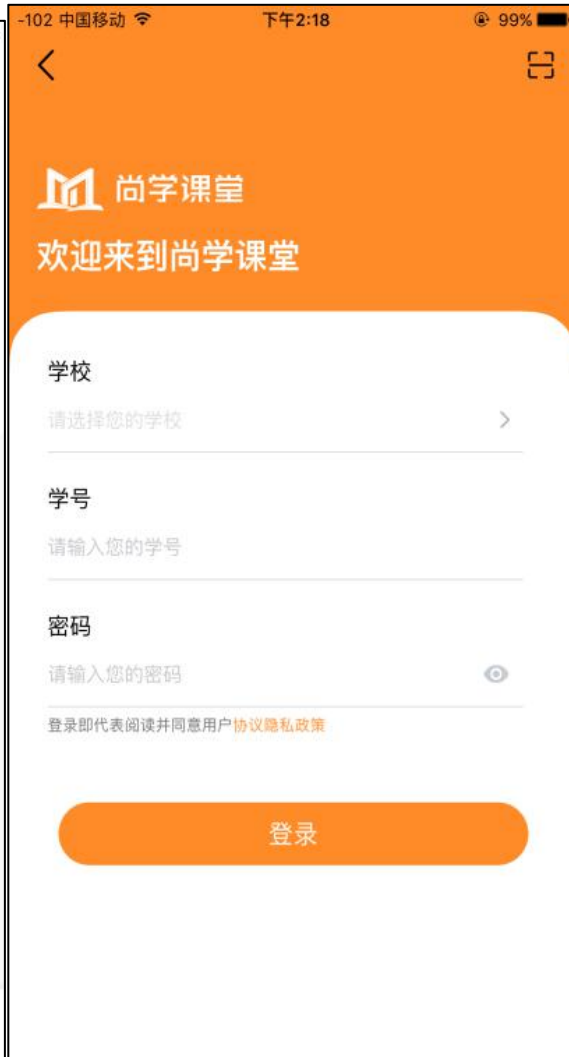 -102 中国移动 下午2:18 99%
尚学课堂
欢迎来到尚学课堂
学校
请选择您的学校
学号
请输入您的学号
密码
请输入您的密码
登录即代表阅读并同意用户协议隐私政策
登录